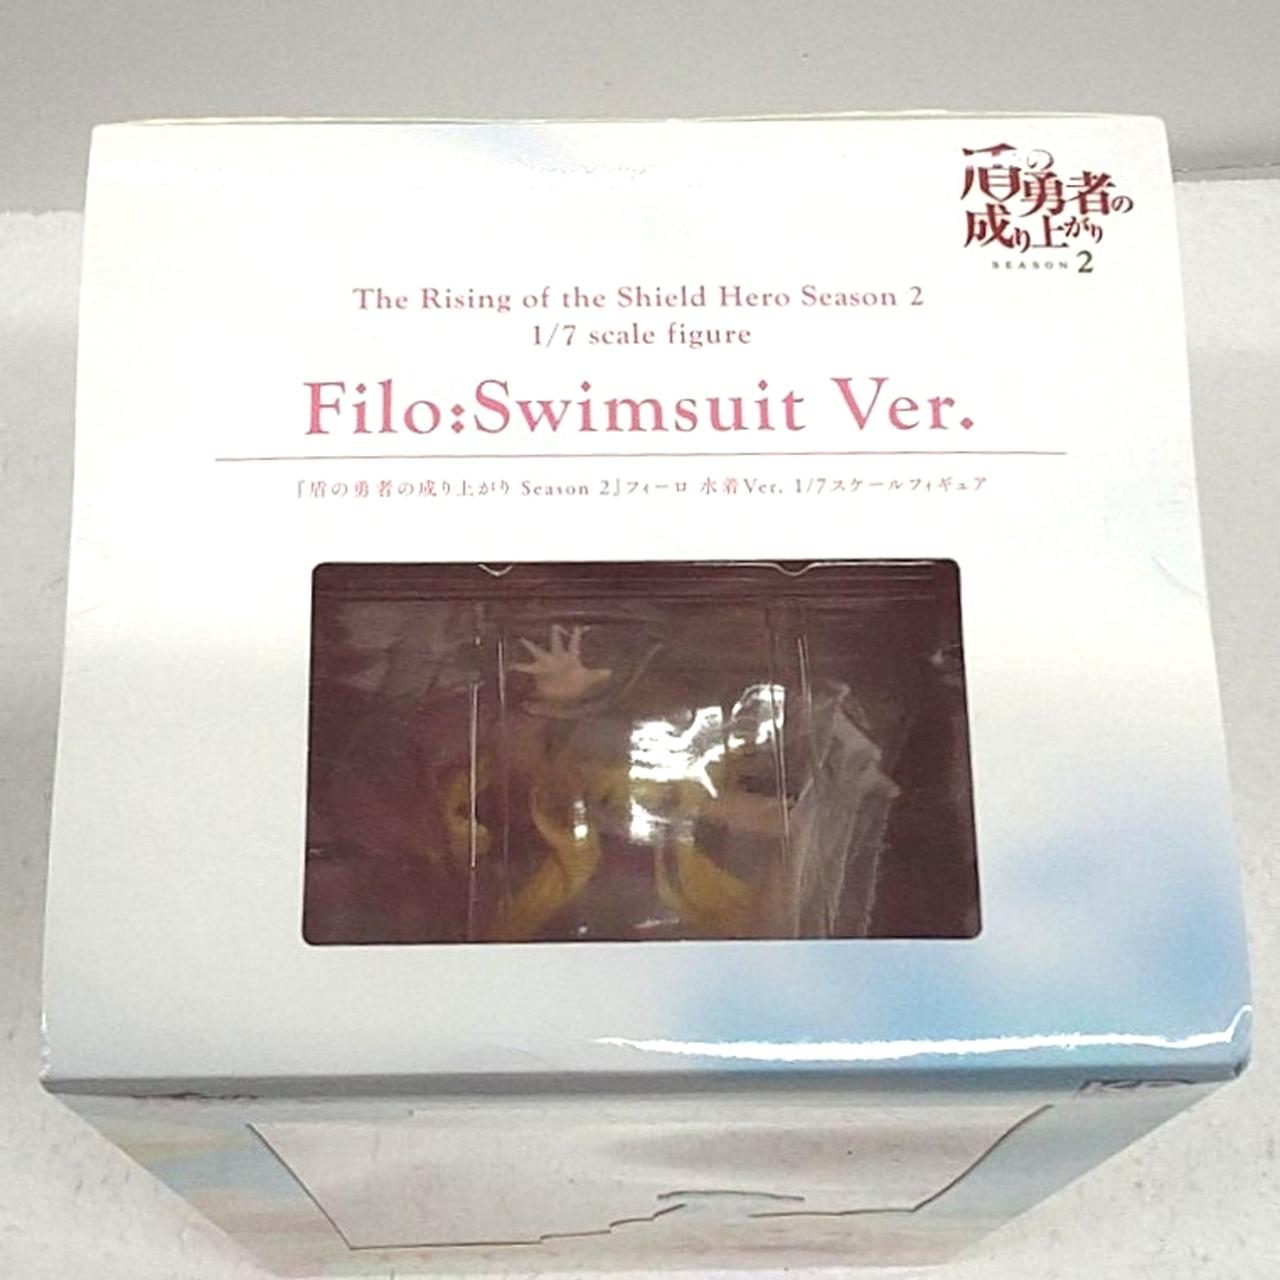 盾の勇者の
成り上がり
SEASON 2
The Rising of the Shield Hero Season 2
1/7 scale figure
Filo:Swimsuit Ver.
『盾の勇者の成り上がり Season 2』フィーロ 水着Ver. 1/7スケールフィギュア